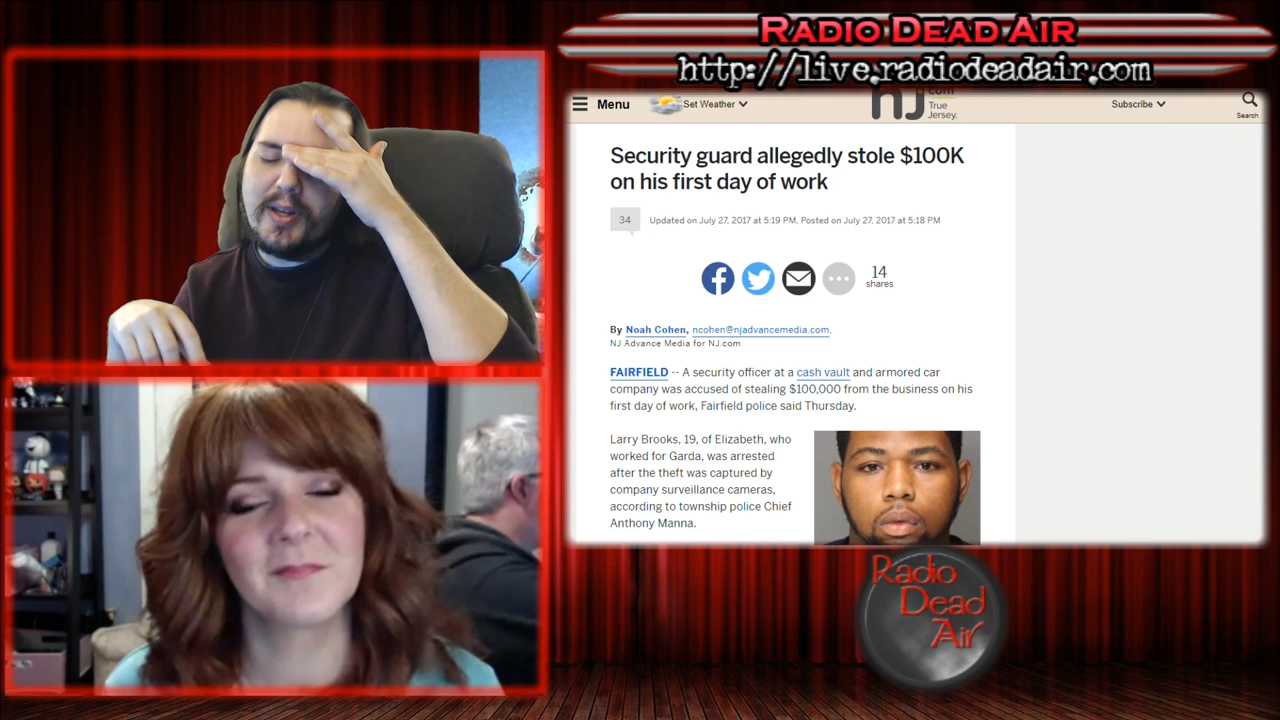 RADIO DEAD AIR
http://live.radiodeadair.com
Menu
Set Weather
nj.com
True
Jersey.
Subscribe
Search
Security guard allegedly stole $100K
on his first day of work
34
Updated on July 27, 2017 at 5:19 PM, Posted on July 27, 2017 at 5:18 PM
14
shares
By Noah Cohen, ncohen@njadvancemedia.com,
NJ Advance Media for NJ.com
FAIRFIELD -- A security officer at a cash vault and armored car
company was accused of stealing $100,000 from the business on his
first day of work, Fairfield police said Thursday.
Larry Brooks, 19, of Elizabeth, who
worked for Garda, was arrested
after the theft was captured by
company surveillance cameras,
according to township police Chief
Anthony Manna.
Radio
Dead
Air